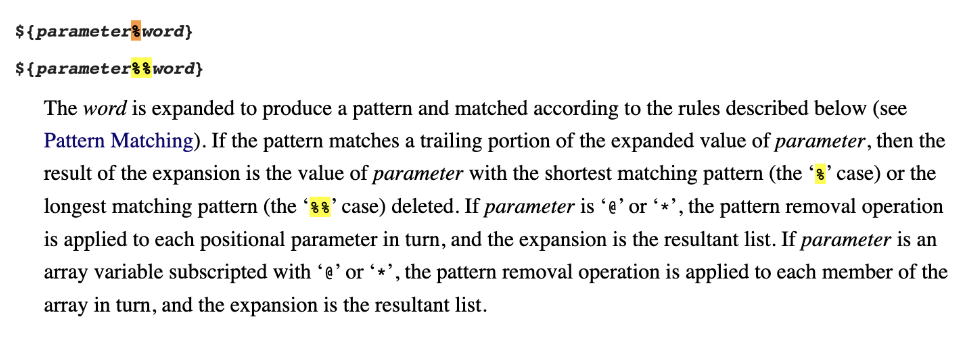 ${parameter%word}
${parameter%%word}
The word is expanded to produce a pattern and matched according to the rules described below (see
Pattern Matching). If the pattern matches a trailing portion of the expanded value of parameter, then the
result of the expansion is the value of parameter with the shortest matching pattern (the ‘%’ case) or the
longest matching pattern (the ‘%%’ case) deleted. If parameter is ‘@’ or ‘*’, the pattern removal operation
is applied to each positional parameter in turn, and the expansion is the resultant list. If parameter is an
array variable subscripted with ‘@’ or ‘*’, the pattern removal operation is applied to each member of the
array in turn, and the expansion is the resultant list.